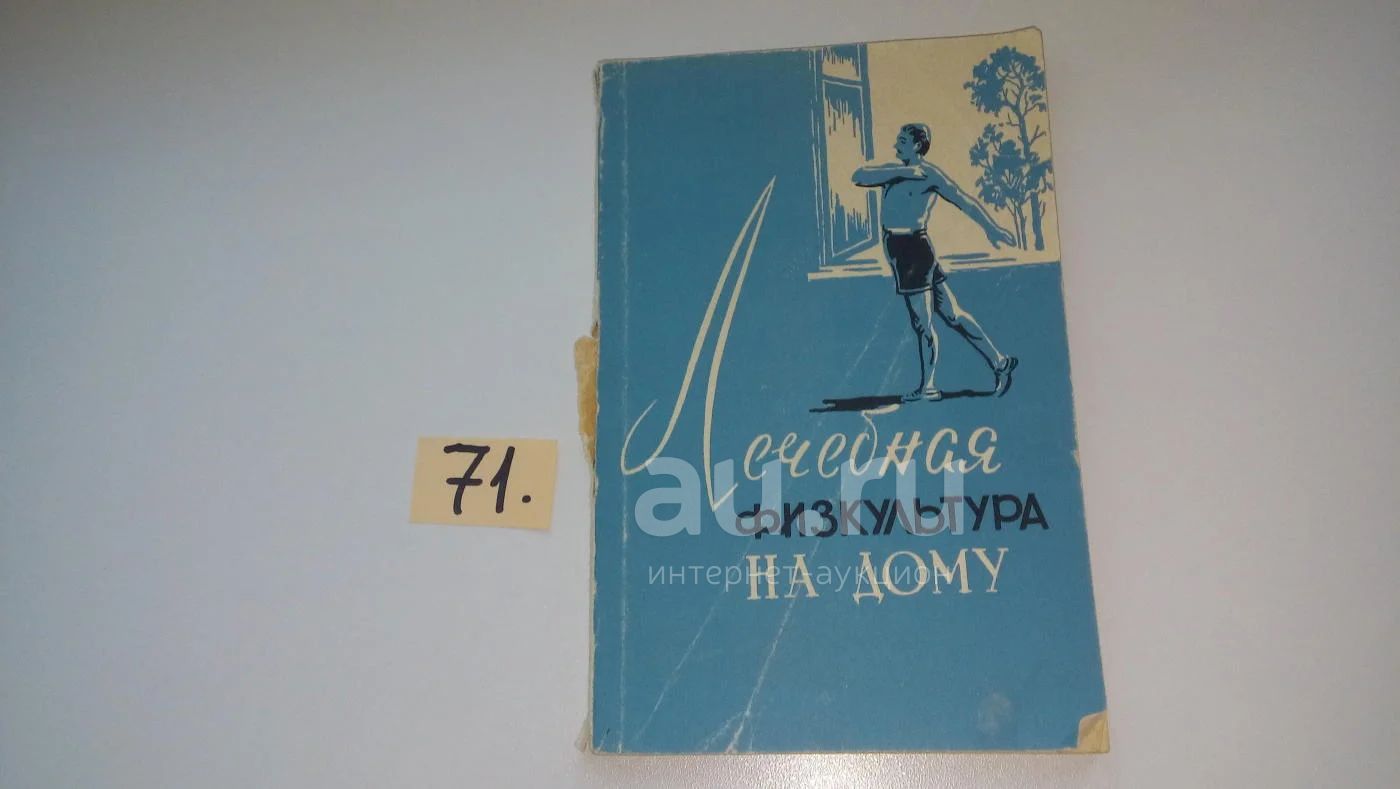 71.
Лечебная
au.ru
ФИЗКУЛЬТУРА
интернет-аукцион
НА ДОМУ